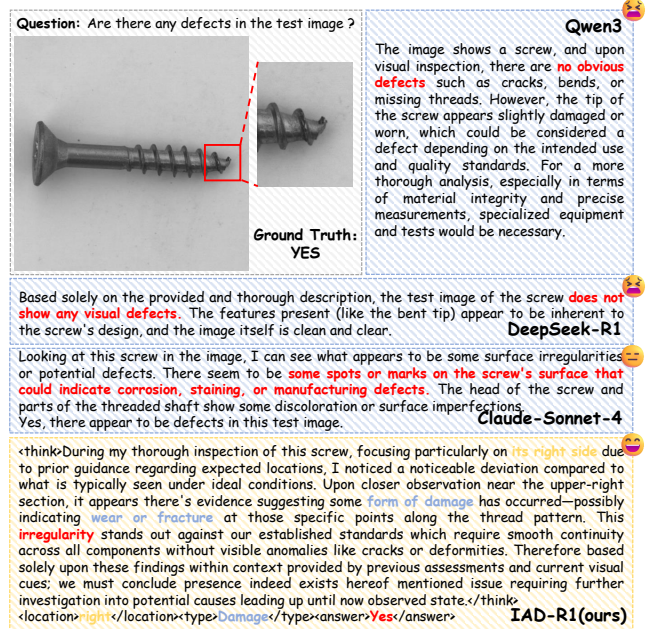 Question: Are there any defects in the test image ?
Ground Truth:
YES
Qwen3
The image shows a screw, and upon
visual inspection, there are no obvious
defects such as cracks, bends, or
missing threads. However, the tip of
the screw appears slightly damaged or
worn, which could be considered a
defect depending on the intended use
and quality standards. For a more
thorough analysis, especially in terms
of material integrity and precise
measurements, specialized equipment
and tests would be necessary.
Based solely on the provided and thorough description, the test image of the screw does not
show any visual defects. The features present (like the bent tip) appear to be inherent to
the screw's design, and the image itself is clean and clear.
DeepSeek-R1
Looking at this screw in the image, I can see what appears to be some surface irregularities
or potential defects. There seem to be some spots or marks on the screw's surface that
could indicate corrosion, staining, or manufacturing defects. The head of the screw and
parts of the threaded shaft show some discoloration or surface imperfections.
Yes, there appear to be defects in this test image.
Claude-Sonnet-4
<think>During my thorough inspection of this screw, focusing particularly on its right side due
to prior guidance regarding expected locations, I noticed a noticeable deviation compared to
what is typically seen under ideal conditions. Upon closer observation near the upper-right
section, it appears there's evidence suggesting some form of damage has occurred—possibly
indicating wear or fracture at those specific points along the thread pattern. This
irregularity stands out against our established standards which require smooth continuity
across all components without visible anomalies like cracks or deformities. Therefore based
solely upon these findings within context provided by previous assessments and current visual
cues; we must conclude presence indeed exists hereof mentioned issue requiring further
investigation into potential causes leading up until now observed state.</think>
<location>right</location><type>Damage</type><answer>Yes</answer>
IAD-R1(ours)